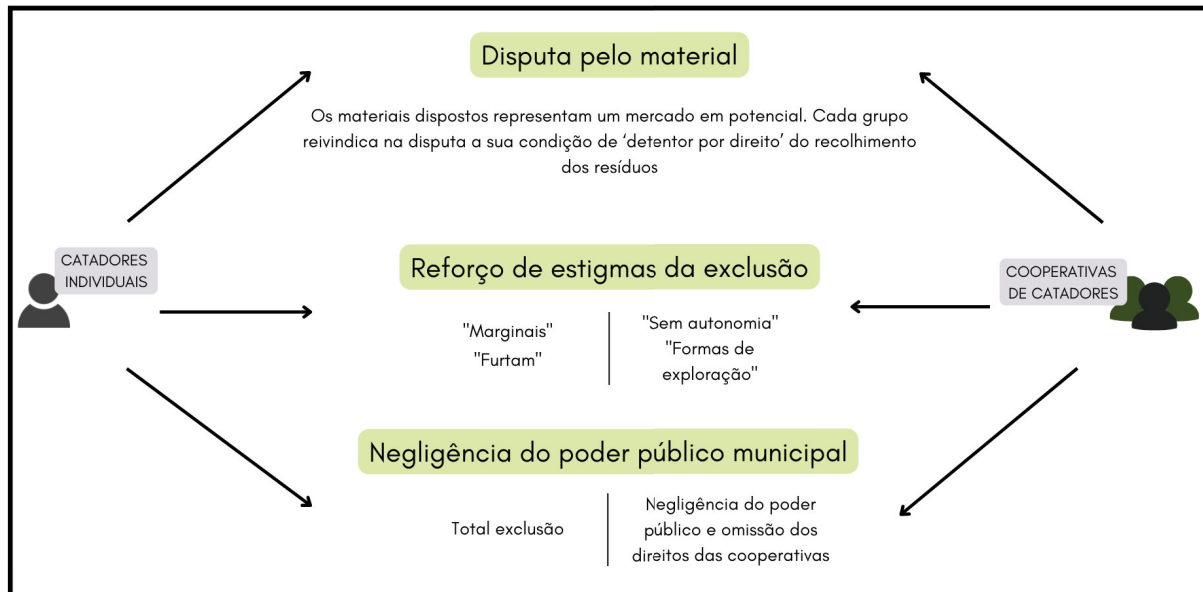 Disputa pelo material
Os materiais dispostos representam um mercado em potencial. Cada grupo
reivindica na disputa a sua condição de ‘detentor por direito’ do recolhimento
dos resíduos
CATADORES
INDIVIDUAIS
COOPERATIVAS
DE CATADORES
Reforço de estigmas da exclusão
"Marginais"
"Furtam"
"Sem autonomia"
"Formas de
exploração"
Negligência do poder público municipal
Total exclusão
Negligência do poder
público e omissão dos
direitos das cooperativas